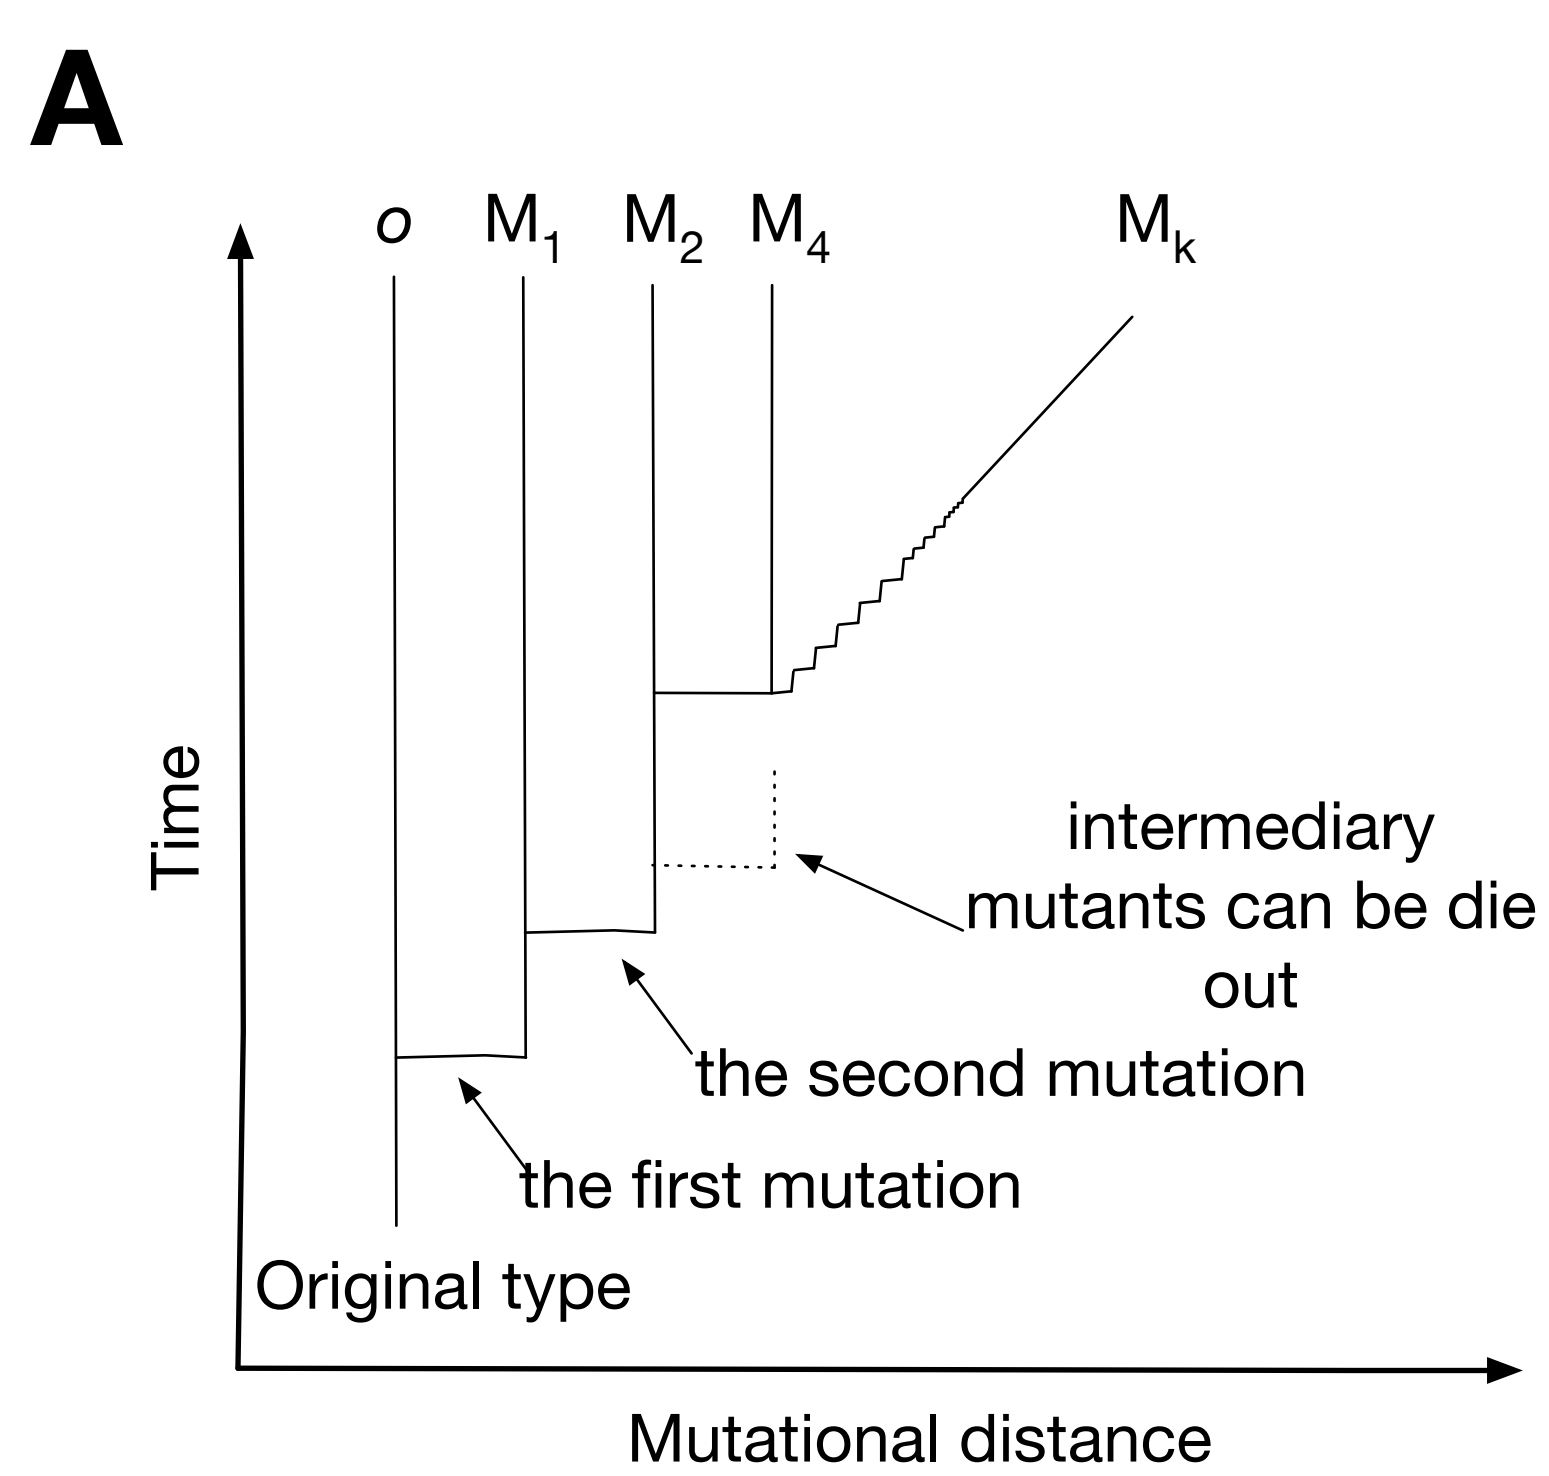 A
o M₁ M₂ M₄ Mₖ
Time
intermediary
mutants can be die
out
the second mutation
the first mutation
Original type
Mutational distance